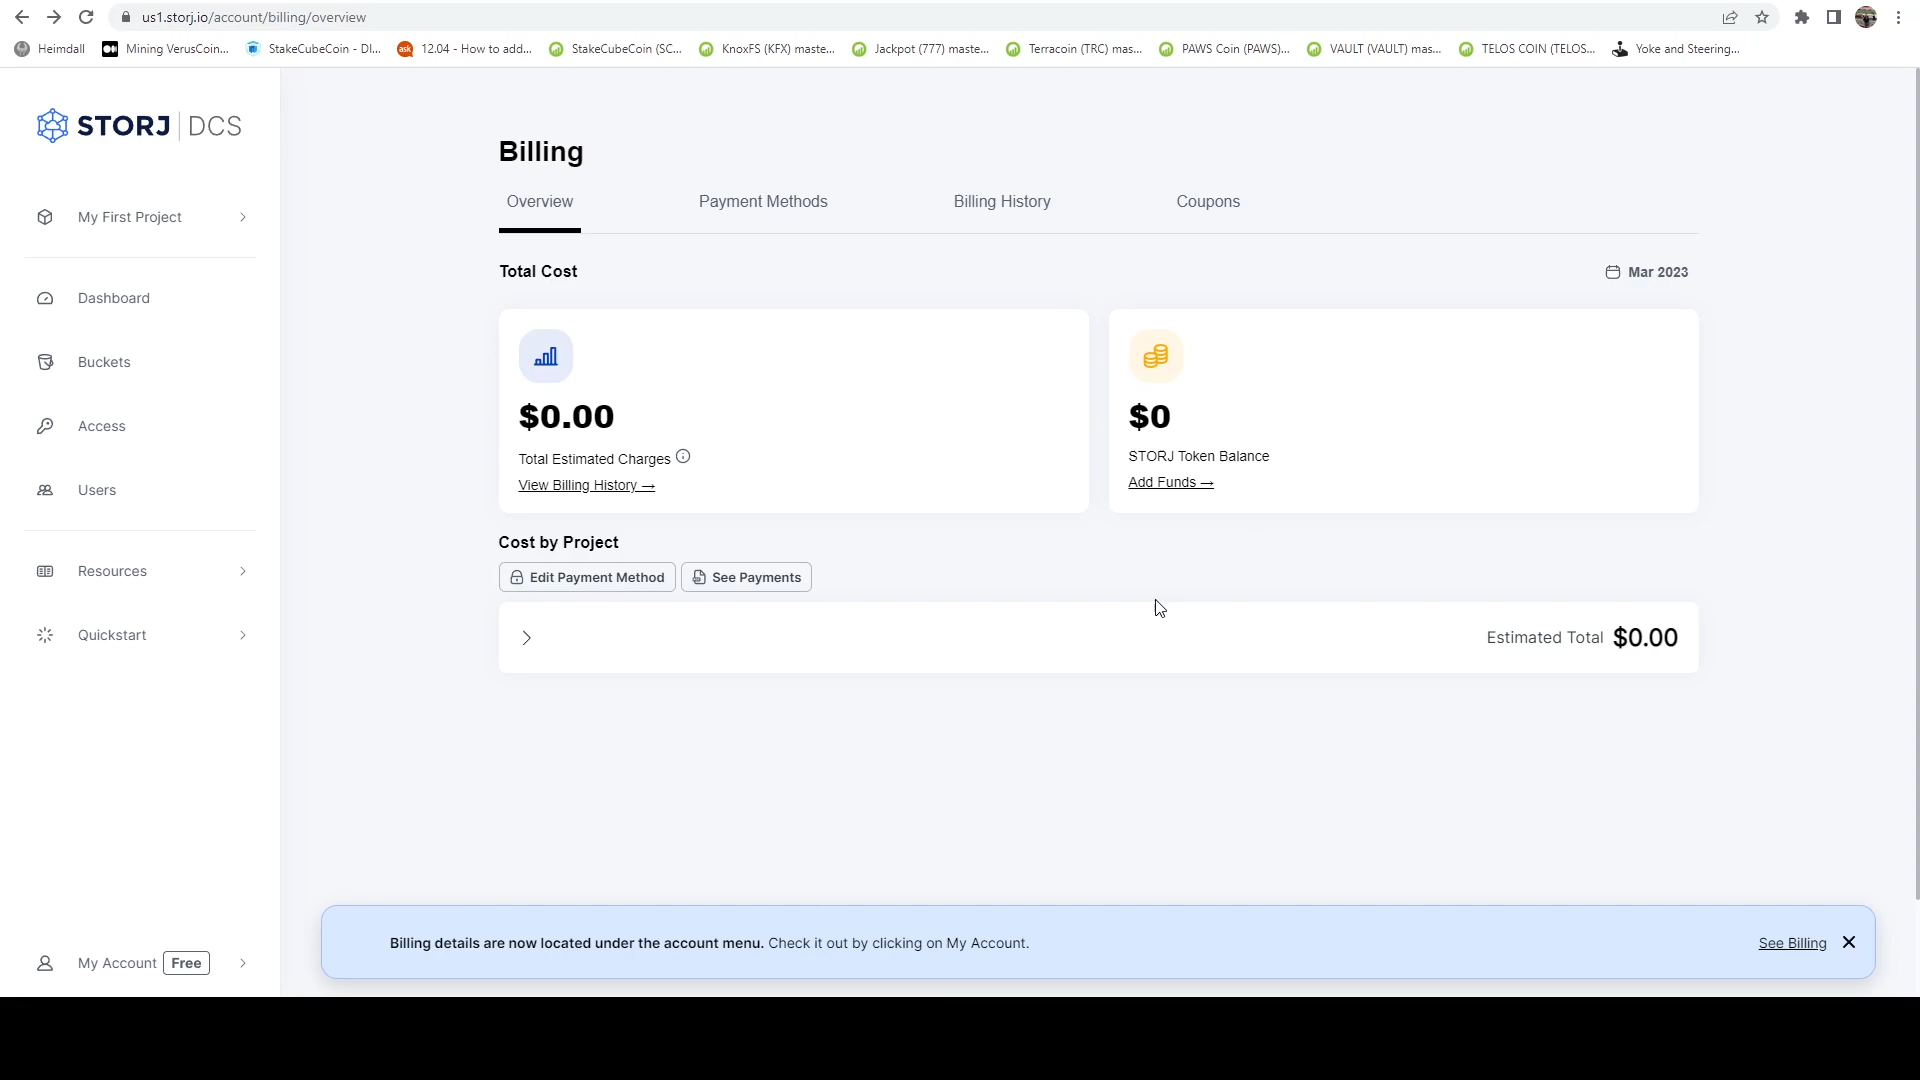 us1.storj.io/account/billing/overview
Heimdall
Mining VerusCoin...
StakeCubeCoin - DI...
ask
12.04 - How to add...
StakeCubeCoin (SC...
KnoxFS (KFX) maste...
Jackpot (777) maste...
Terracoin (TRC) mas...
PAWS Coin (PAWS)...
VAULT (VAULT) mas...
TELOS COIN (TELOS...
Yoke and Steering...
STORJ DCS
My First Project
Dashboard
Buckets
Access
Users
Resources
Quickstart
My Account Free
Billing
Overview Payment Methods Billing History Coupons
Total Cost
Mar 2023
$0.00
Total Estimated Charges
View Billing History →
$0
STORJ Token Balance
Add Funds →
Cost by Project
Edit Payment Method See Payments
Estimated Total $0.00
Billing details are now located under the account menu. Check it out by clicking on My Account.
See Billing